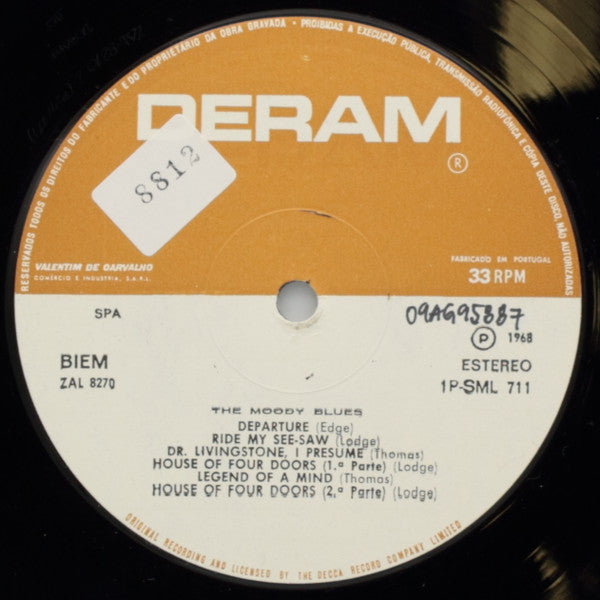 RESERVADOS TODOS OS DIREITOS DO FABRICANTE E DO PROPRIETÁRIO DA OBRA GRAVADA • PROIBIDAS A EXECUÇÃO PÚBLICA, TRANSMISSÃO RADIOFÓNICA E CÓPIA DESTE DISCO, NÃO AUTORIZADAS
DERAM
®
8812
VALENTIM DE CARVALHO
COMÉRCIO E INDÚSTRIA, S.A.R.L.
FABRICADO EM PORTUGAL
33 RPM
SPA
09AG95887
Ⓟ 1968
BIEM
ESTEREO
ZAL 8270
1P-SML 711
THE MOODY BLUES
DEPARTURE (Edge)
RIDE MY SEE-SAW (Lodge)
DR. LIVINGSTONE, I PRESUME (Thomas)
HOUSE OF FOUR DOORS (1.ª Parte) (Lodge)
LEGEND OF A MIND (Thomas)
HOUSE OF FOUR DOORS (2.ª Parte) (Lodge)
ORIGINAL RECORDING AND LICENSED BY THE DECCA RECORD COMPANY LIMITED